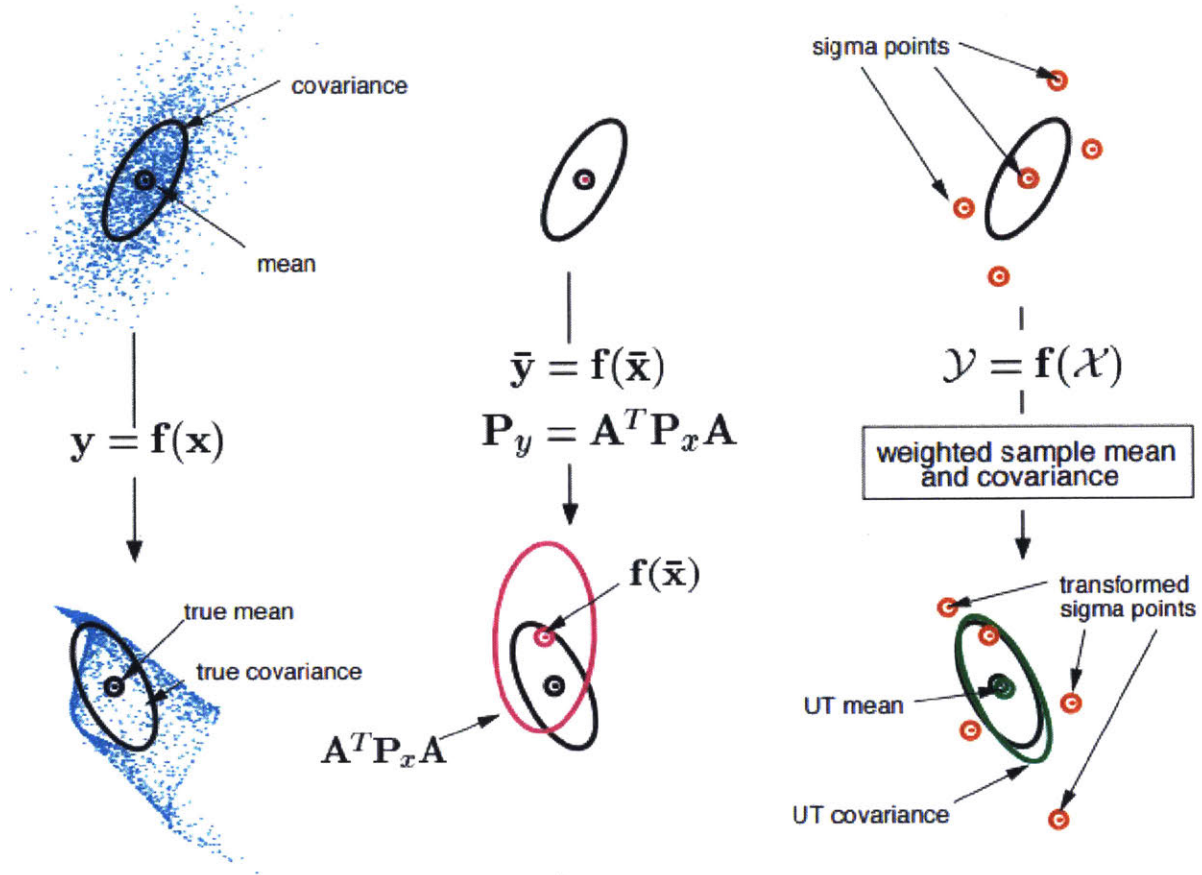 covariance
mean
y = f(x)
true mean
true covariance
ȳ = f(x̄)
P_y = A^T P_x A
f(x̄)
A^T P_x A
sigma points
𝒴 = f(𝒳)
weighted sample mean
and covariance
transformed
sigma points
UT mean
UT covariance